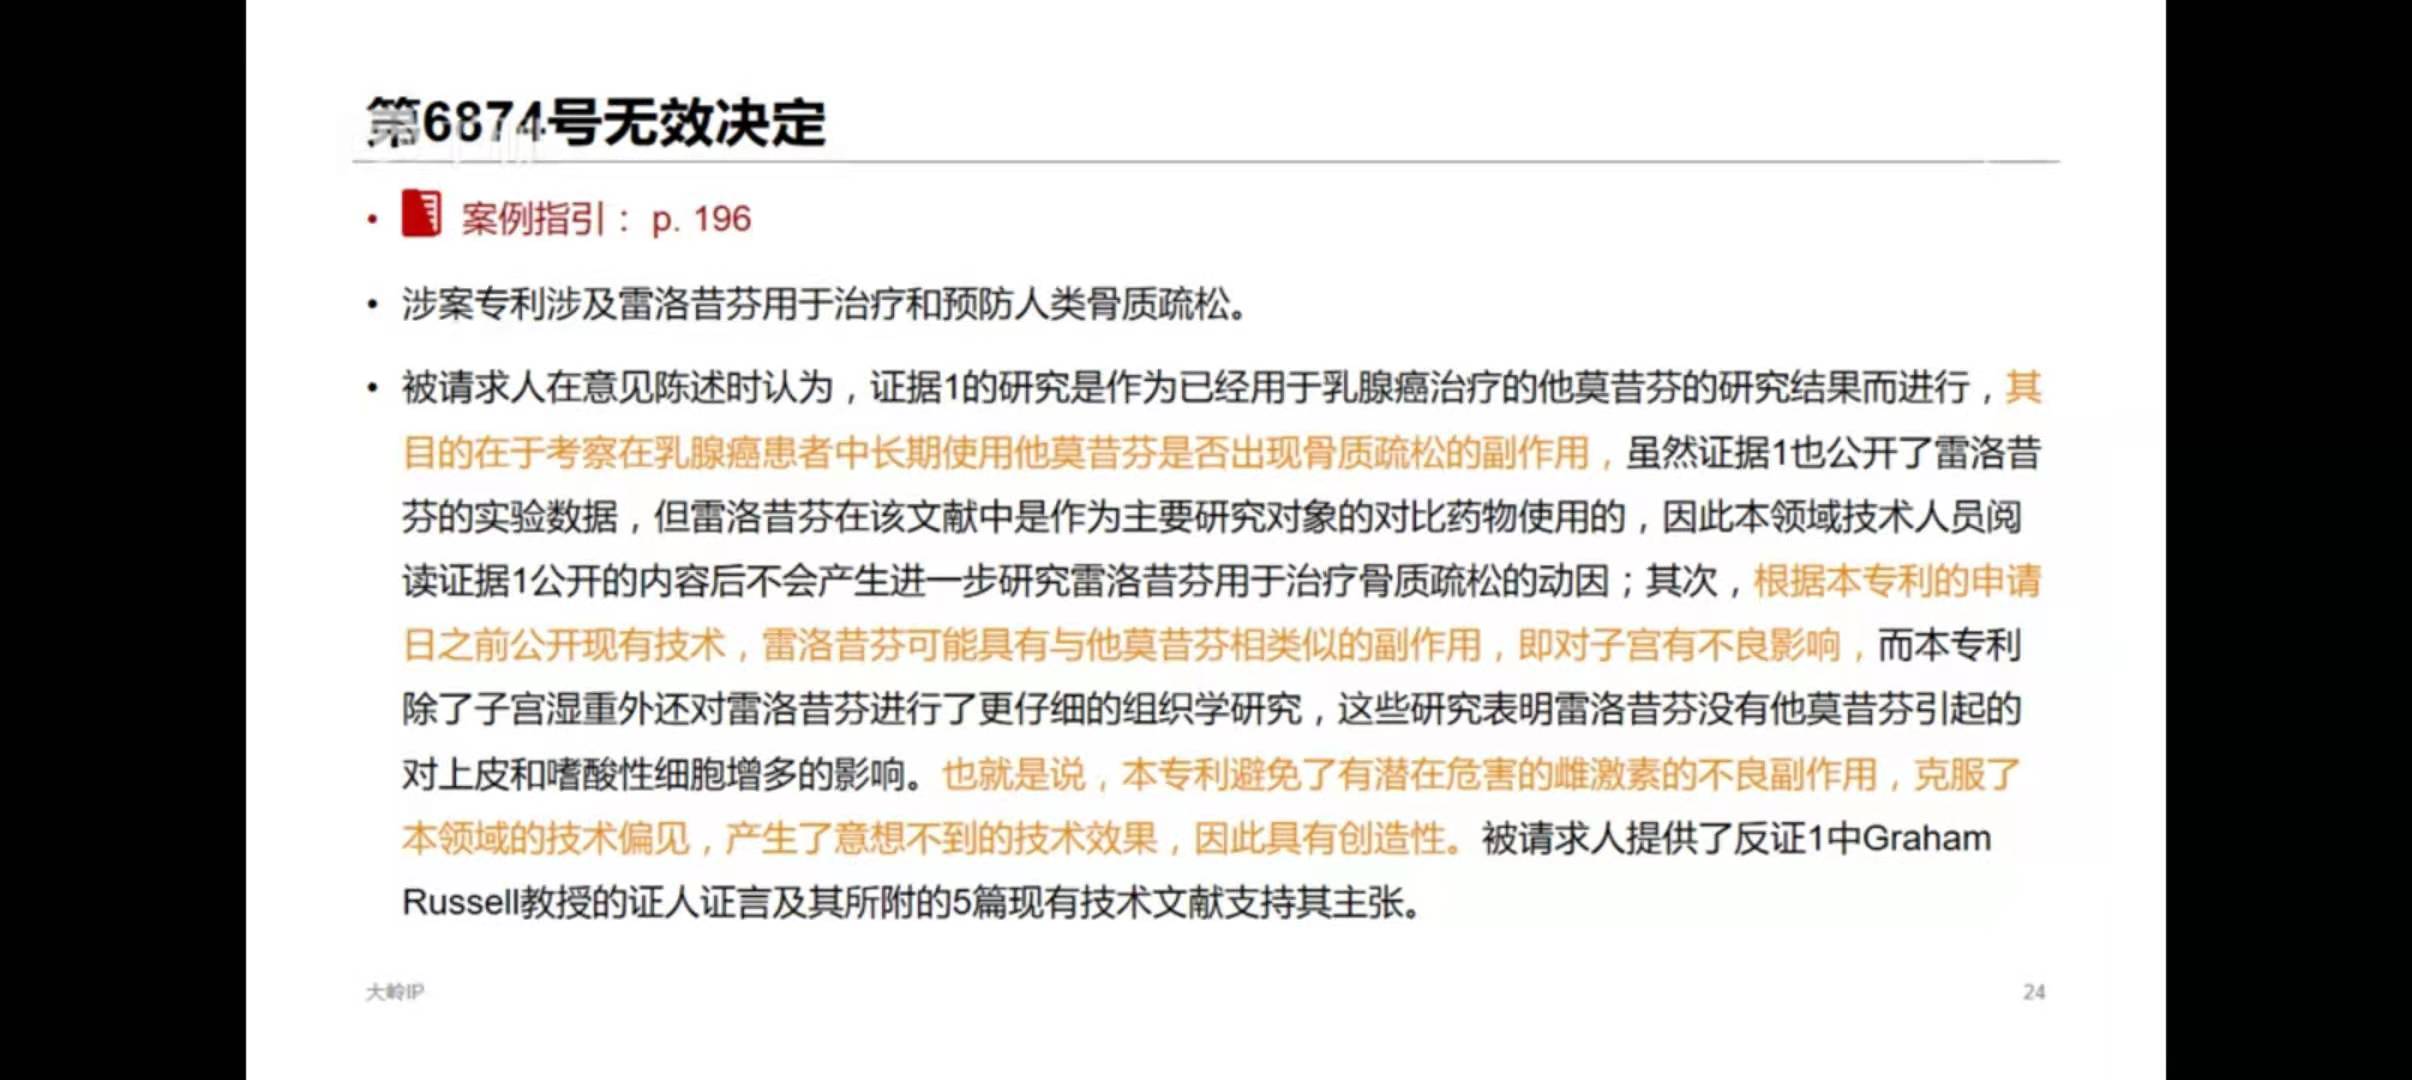 第6874号无效决定
• 案例指引： p. 196
• 涉案专利涉及雷洛昔芬用于治疗和预防人类骨质疏松。
• 被请求人在意见陈述时认为，证据1的研究是作为已经用于乳腺癌治疗的他莫昔芬的研究结果而进行，其
目的在于考察在乳腺癌患者中长期使用他莫昔芬是否出现骨质疏松的副作用，虽然证据1也公开了雷洛昔
芬的实验数据，但雷洛昔芬在该文献中是作为主要研究对象的对比药物使用的，因此本领域技术人员阅
读证据1公开的内容后不会产生进一步研究雷洛昔芬用于治疗骨质疏松的动因；其次，根据本专利的申请
日之前公开现有技术，雷洛昔芬可能具有与他莫昔芬相类似的副作用，即对子宫有不良影响，而本专利
除了子宫湿重外还对雷洛昔芬进行了更仔细的组织学研究，这些研究表明雷洛昔芬没有他莫昔芬引起的
对上皮和嗜酸性细胞增多的影响。也就是说，本专利避免了有潜在危害的雌激素的不良副作用，克服了
本领域的技术偏见，产生了意想不到的技术效果，因此具有创造性。被请求人提供了反证1中Graham
Russell教授的证人证言及其所附的5篇现有技术文献支持其主张。
大岭IP
24